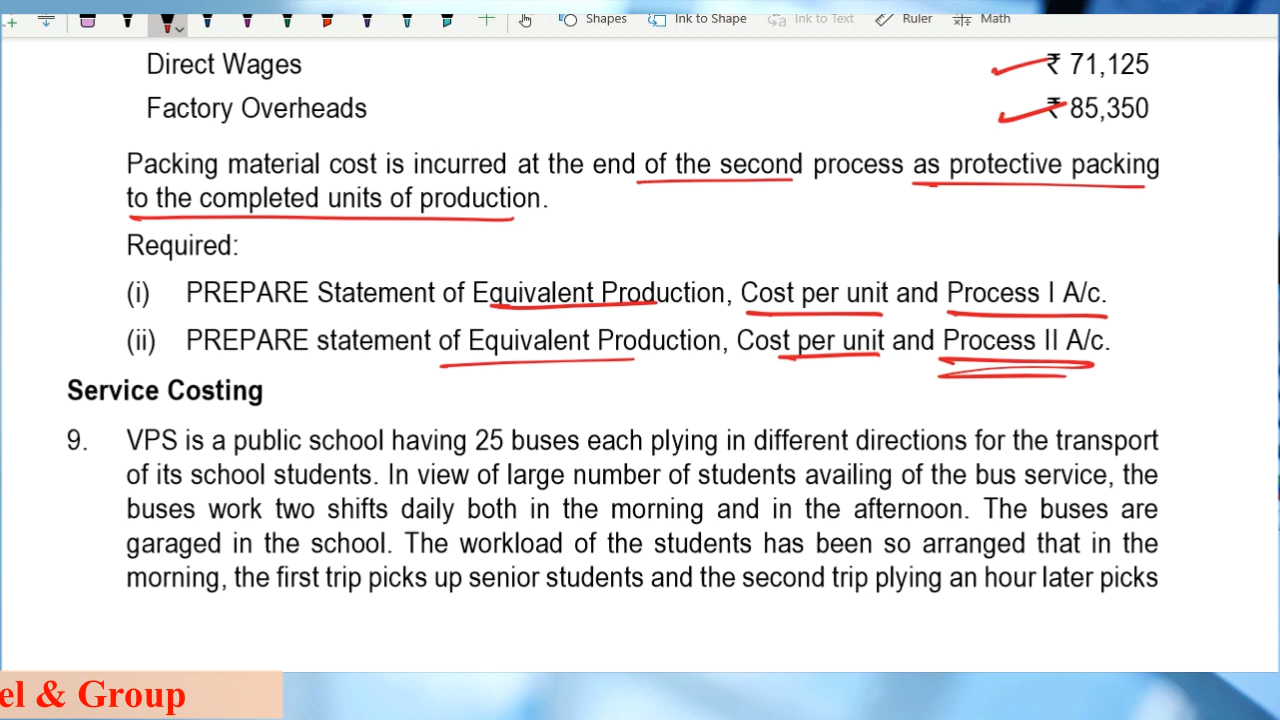 Shapes Ink to Shape Ink to Text Ruler Math
Direct Wages ₹ 71,125
Factory Overheads ₹ 85,350
Packing material cost is incurred at the end of the second process as protective packing
to the completed units of production.
Required:
(i) PREPARE Statement of Equivalent Production, Cost per unit and Process I A/c.
(ii) PREPARE statement of Equivalent Production, Cost per unit and Process II A/c.
Service Costing
9. VPS is a public school having 25 buses each plying in different directions for the transport
of its school students. In view of large number of students availing of the bus service, the
buses work two shifts daily both in the morning and in the afternoon. The buses are
garaged in the school. The workload of the students has been so arranged that in the
morning, the first trip picks up senior students and the second trip plying an hour later picks
el & Group